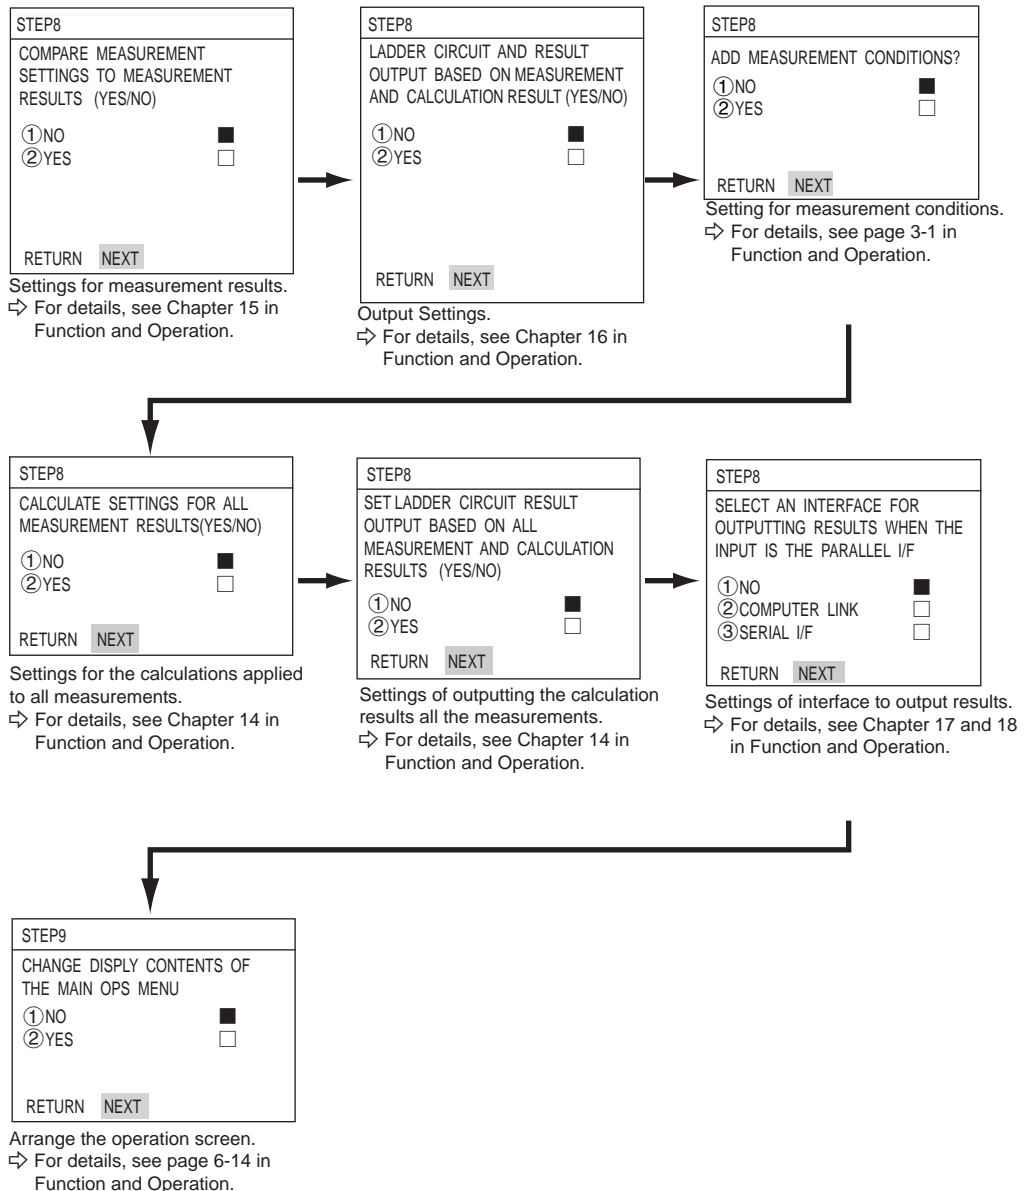 STEP8
COMPARE MEASUREMENT
SETTINGS TO MEASUREMENT
RESULTS (YES/NO)
①NO
②YES
RETURN NEXT
Settings for measurement results.
⇨ For details, see Chapter 15 in
Function and Operation.
STEP8
LADDER CIRCUIT AND RESULT
OUTPUT BASED ON MEASUREMENT
AND CALCULATION RESULT (YES/NO)
①NO
②YES
RETURN NEXT
Output Settings.
⇨ For details, see Chapter 16 in
Function and Operation.
STEP8
ADD MEASUREMENT CONDITIONS?
①NO
②YES
RETURN NEXT
Setting for measurement conditions.
⇨ For details, see page 3-1 in
Function and Operation.
STEP8
CALCULATE SETTINGS FOR ALL
MEASUREMENT RESULTS(YES/NO)
①NO
②YES
RETURN NEXT
Settings for the calculations applied
to all measurements.
⇨ For details, see Chapter 14 in
Function and Operation.
STEP8
SET LADDER CIRCUIT RESULT
OUTPUT BASED ON ALL
MEASUREMENT AND CALCULATION
RESULTS (YES/NO)
①NO
②YES
RETURN NEXT
Settings of outputting the calculation
results all the measurements.
⇨ For details, see Chapter 14 in
Function and Operation.
STEP8
SELECT AN INTERFACE FOR
OUTPUTTING RESULTS WHEN THE
INPUT IS THE PARALLEL I/F
①NO
②COMPUTER LINK
③SERIAL I/F
RETURN NEXT
Settings of interface to output results.
⇨ For details, see Chapter 17 and 18
in Function and Operation.
STEP9
CHANGE DISPLY CONTENTS OF
THE MAIN OPS MENU
①NO
②YES
RETURN NEXT
Arrange the operation screen.
⇨ For details, see page 6-14 in
Function and Operation.